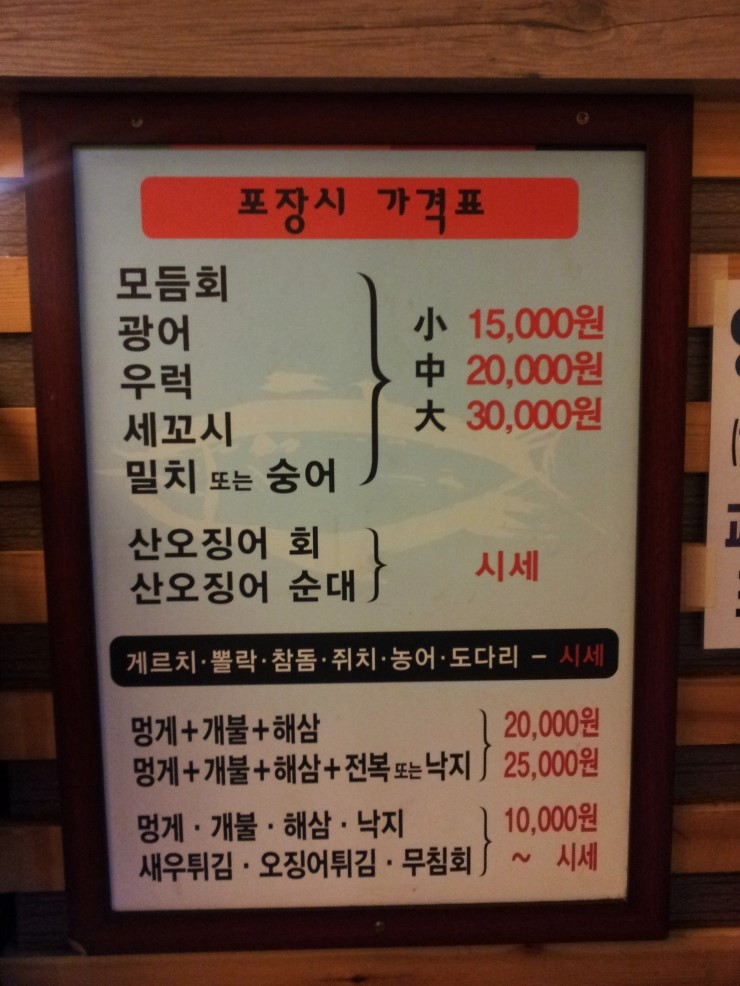 포장시 가격표
모듬회
광어
우럭
세꼬시
밀치 또는 숭어
小 15,000원
中 20,000원
大 30,000원
산오징어 회
산오징어 순대
시세
게르치·뽈락·참돔·쥐치·농어·도다리 - 시세
멍게+개불+해삼 20,000원
멍게+개불+해삼+전복 또는 낙지 25,000원
멍게·개불·해삼·낙지 10,000원
새우튀김·오징어튀김·무침회 ~ 시세